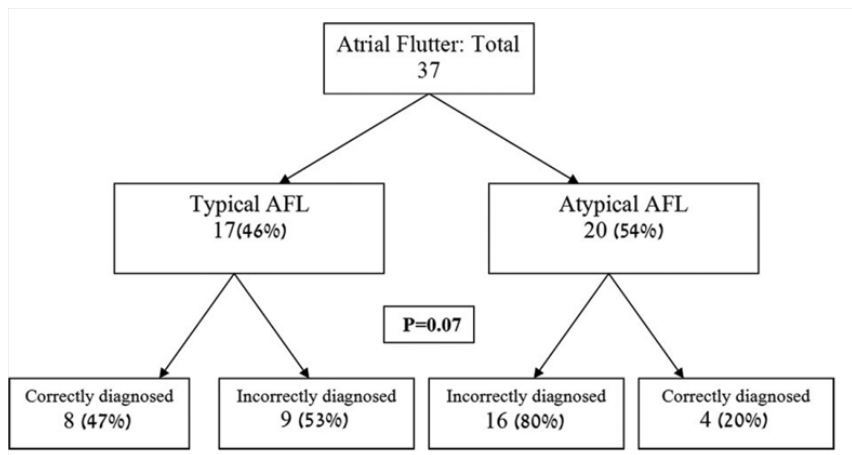 Atrial Flutter: Total
37
Typical AFL
17(46%)
Atypical AFL
20 (54%)
P=0.07
Correctly diagnosed
8 (47%)
Incorrectly diagnosed
9 (53%)
Incorrectly diagnosed
16 (80%)
Correctly diagnosed
4 (20%)